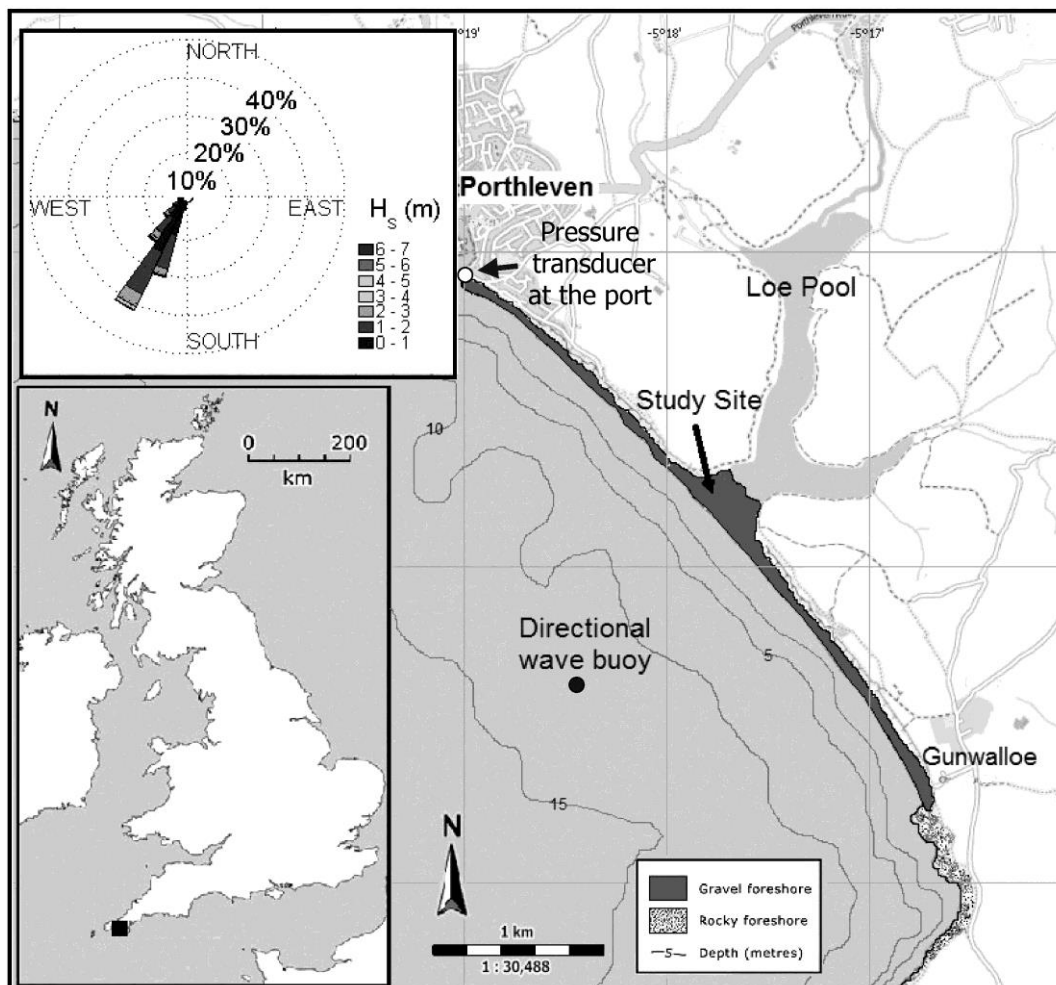 NORTH
40%
30%
20%
10%
WEST
EAST
SOUTH
H_s (m)
6 - 7
5 - 6
4 - 5
3 - 4
2 - 3
1 - 2
0 - 1
-5°18'
-5°17'
Porthleven
Pressure
transducer
at the port
Loe Pool
Study Site
10
N
0 200
km
Directional
wave buoy
5
15
Gunwalloe
N
1 km
1 : 30,488
Gravel foreshore
Rocky foreshore
5 Depth (metres)